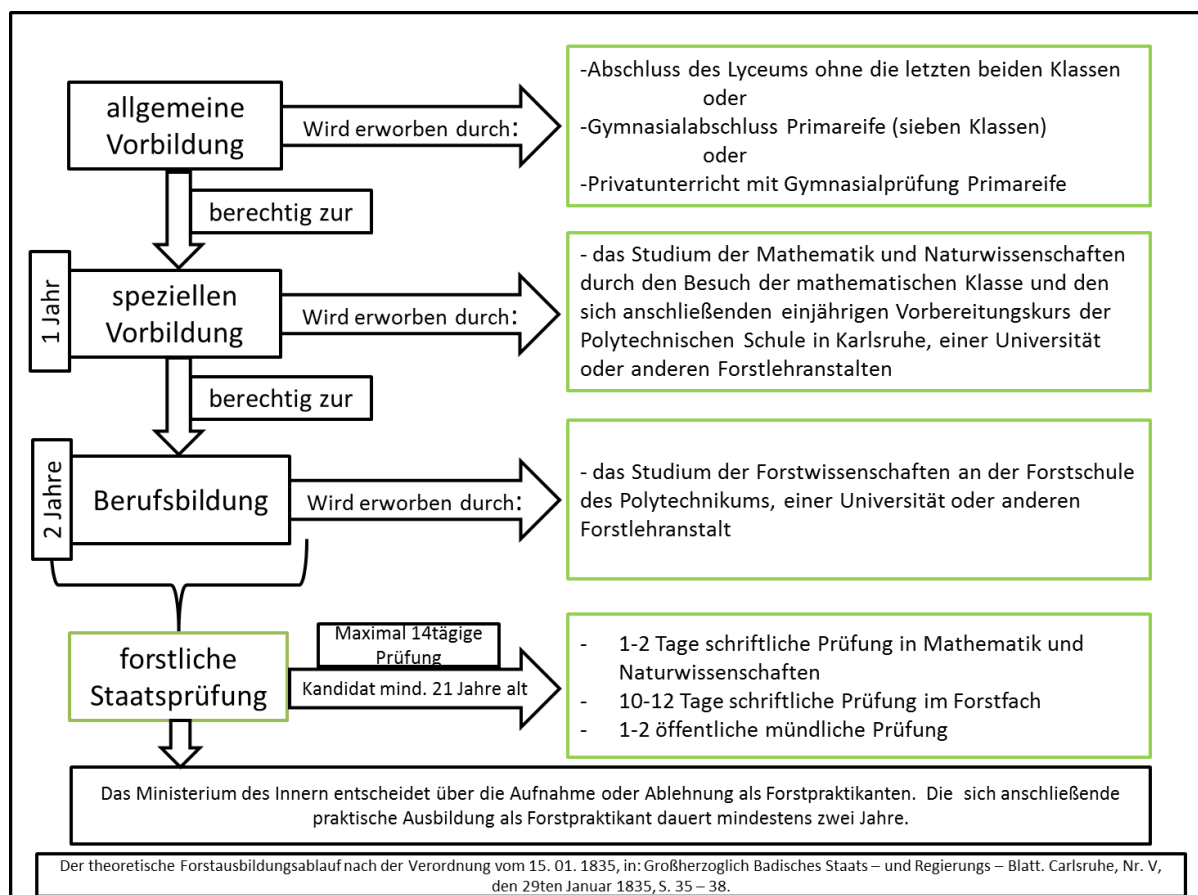 allgemeine
Vorbildung
Wird erworben durch:
-Abschluss des Lyceums ohne die letzten beiden Klassen
oder
-Gymnasialabschluss Primareife (sieben Klassen)
oder
-Privatunterricht mit Gymnasialprüfung Primareife
berechtig zur
1 Jahr
speziellen
Vorbildung
Wird erworben durch:
- das Studium der Mathematik und Naturwissenschaften
durch den Besuch der mathematischen Klasse und den
sich anschließenden einjährigen Vorbereitungskurs der
Polytechnischen Schule in Karlsruhe, einer Universität
oder anderen Forstlehranstalten
berechtig zur
2 Jahre
Berufsbildung
Wird erworben durch:
- das Studium der Forstwissenschaften an der Forstschule
des Polytechnikums, einer Universität oder anderen
Forstlehranstalt
forstliche
Staatsprüfung
Maximal 14tägige
Prüfung
Kandidat mind. 21 Jahre alt
- 1-2 Tage schriftliche Prüfung in Mathematik und
Naturwissenschaften
- 10-12 Tage schriftliche Prüfung im Forstfach
- 1-2 öffentliche mündliche Prüfung
Das Ministerium des Innern entscheidet über die Aufnahme oder Ablehnung als Forstpraktikanten. Die sich anschließende
praktische Ausbildung als Forstpraktikant dauert mindestens zwei Jahre.
Der theoretische Forstausbildungsablauf nach der Verordnung vom 15. 01. 1835, in: Großherzoglich Badisches Staats – und Regierungs – Blatt. Carlsruhe, Nr. V,
den 29ten Januar 1835, S. 35 – 38.